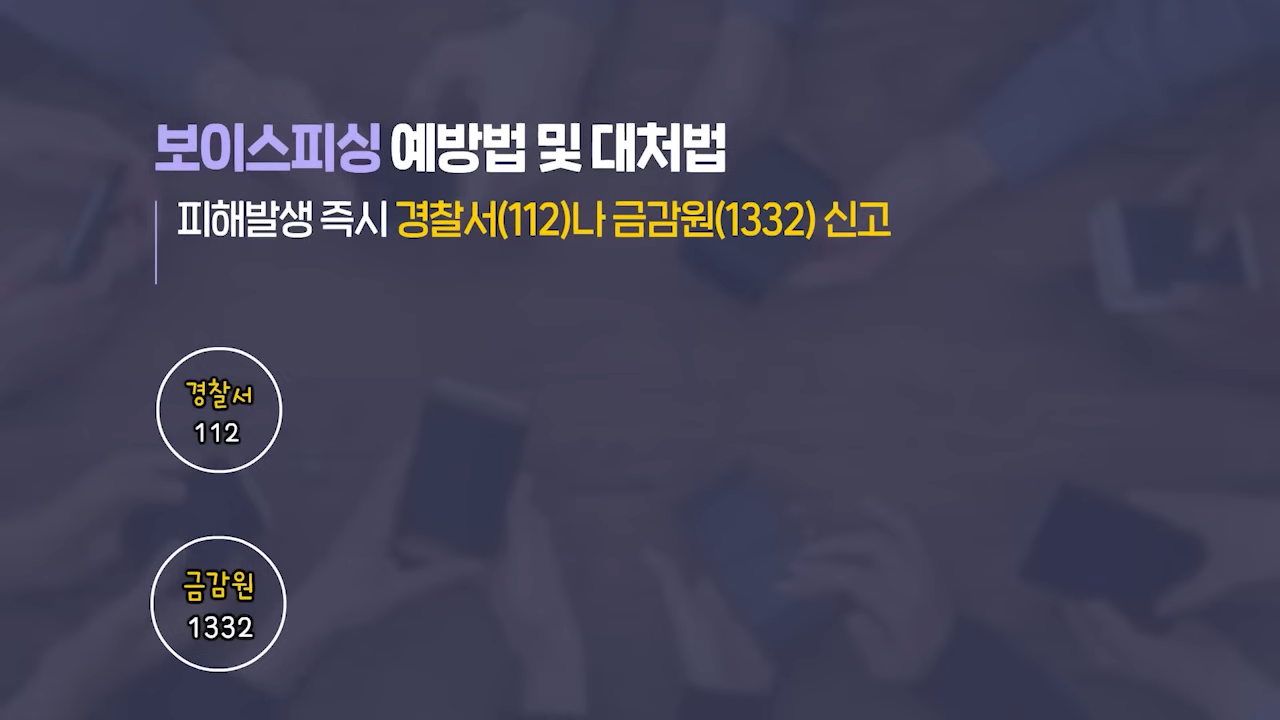 보이스피싱 예방법 및 대처법
피해발생 즉시 경찰서(112)나 금감원(1332) 신고
경찰서
112
금감원
1332